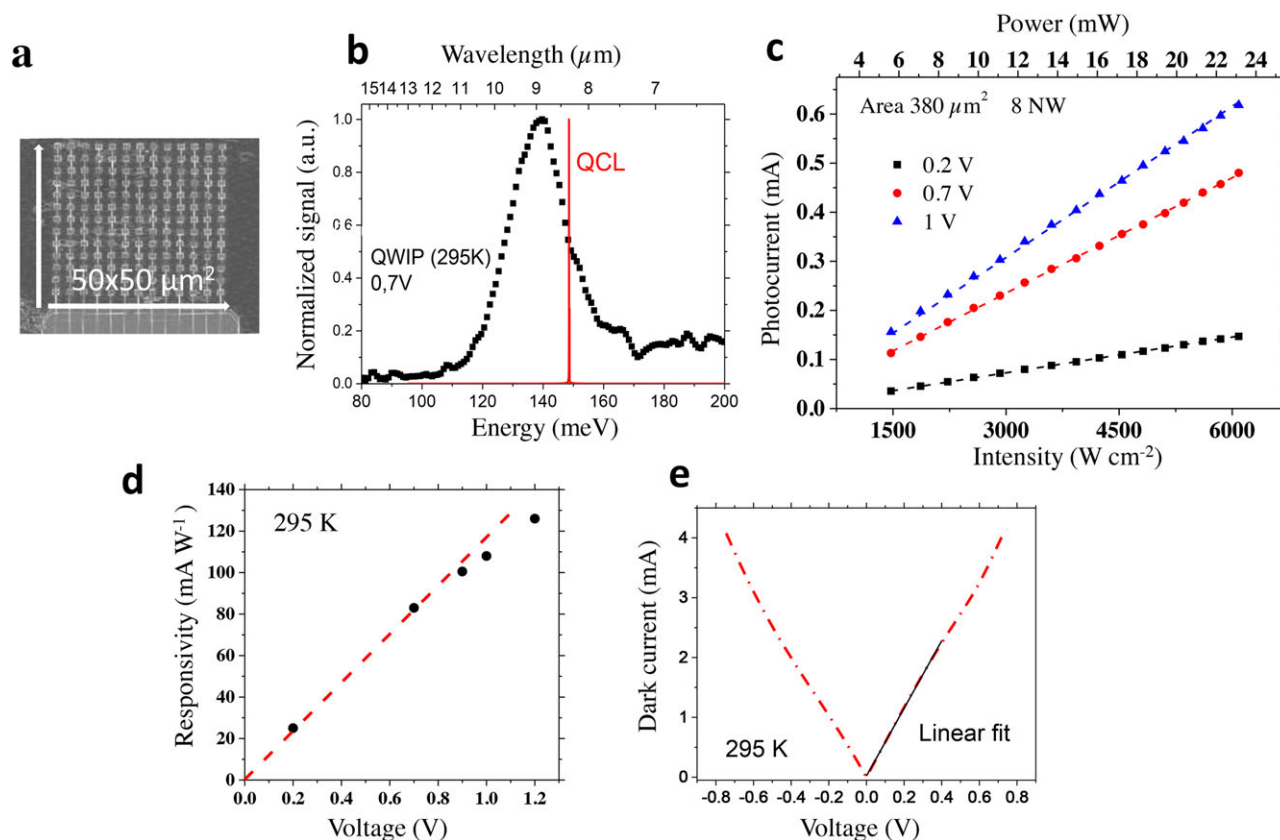 a
50x50 µm²
b
Wavelength (µm)
15 14 13 12 11 10 9 8 7
Normalized signal (a.u.)
1.0
0.8
0.6
0.4
0.2
0.0
QCL
QWIP (295K)
0,7V
80 100 120 140 160 180 200
Energy (meV)
c
Power (mW)
6 8 10 12 14 16 18 20 22 24
Photocurrent (mA)
0.6
0.5
0.4
0.3
0.2
0.1
0.0
Area 380 µm² 8 NW
0.2 V
0.7 V
1 V
1500 3000 4500 6000
Intensity (W cm⁻²)
d
Responsivity (mA W⁻¹)
140
120
100
80
60
40
20
0
295 K
0.0 0.2 0.4 0.6 0.8 1.0 1.2
Voltage (V)
e
Dark current (mA)
4
3
2
1
0
295 K
Linear fit
-0.8 -0.6 -0.4 -0.2 0.0 0.2 0.4 0.6 0.8
Voltage (V)